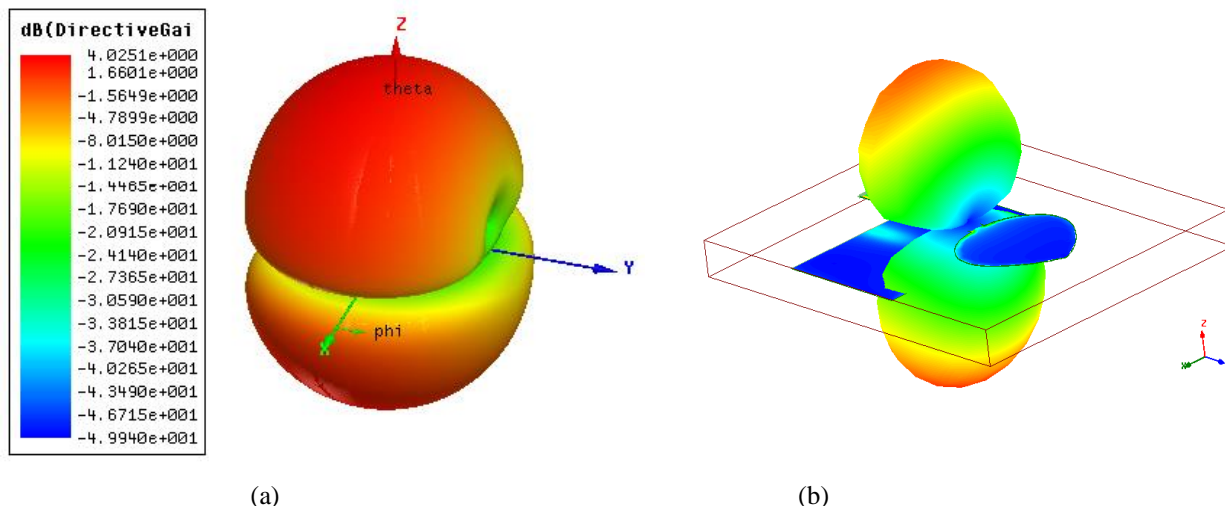 dB(DirectiveGai
4.0251e+000
1.6601e+000
-1.5649e+000
-4.7899e+000
-8.0150e+000
-1.1240e+001
-1.4465e+001
-1.7690e+001
-2.0915e+001
-2.4140e+001
-2.7365e+001
-3.0590e+001
-3.3815e+001
-3.7040e+001
-4.0265e+001
-4.3490e+001
-4.6715e+001
-4.9940e+001
Z
theta
Y
phi
X
Z
X
(a)
(b)